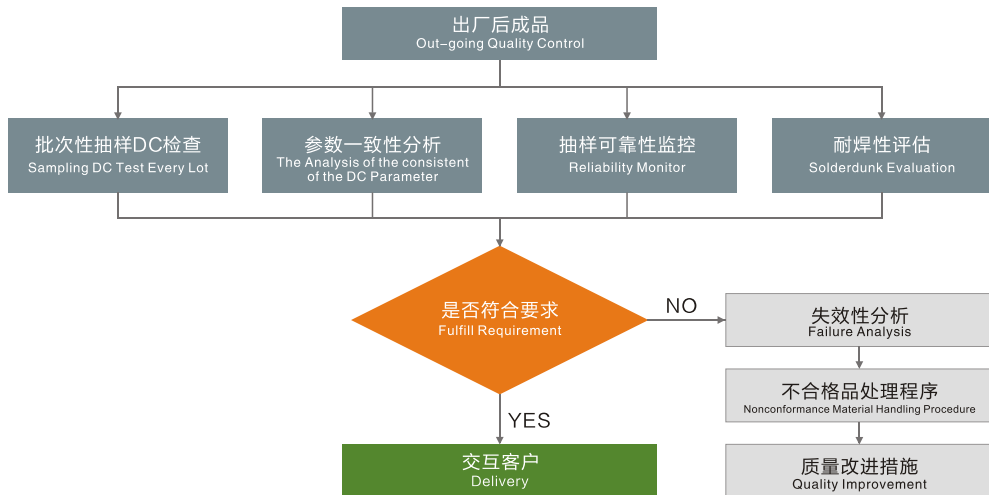 出厂后成品
Out-going Quality Control
批次性抽样DC检查
Sampling DC Test Every Lot
参数一致性分析
The Analysis of the consistent
of the DC Parameter
抽样可靠性监控
Reliability Monitor
耐焊性评估
Solderdunk Evaluation
是否符合要求
Fulfill Requirement
NO
失效性分析
Failure Analysis
不合格品处理程序
Nonconformance Material Handling Procedure
YES
交互客户
Delivery
质量改进措施
Quality Improvement